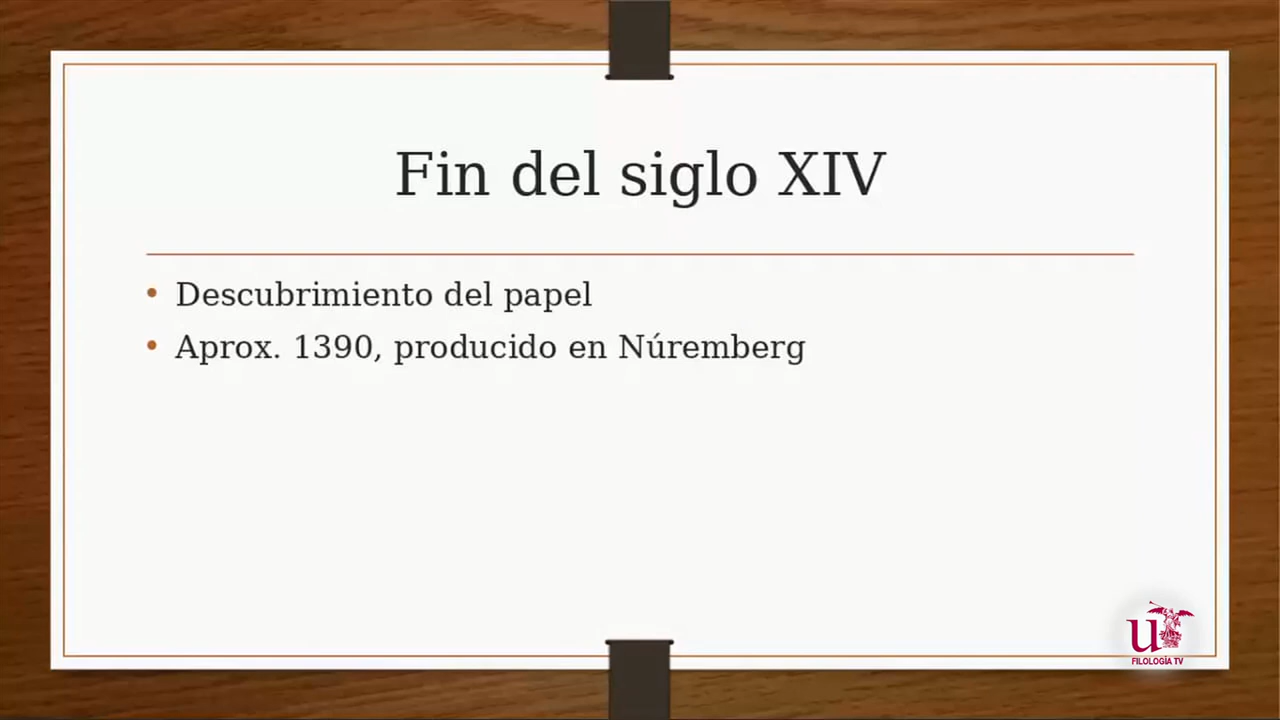 Fin del siglo XIV
• Descubrimiento del papel
• Aprox. 1390, producido en Núremberg
u
FILOLOGÍA TV